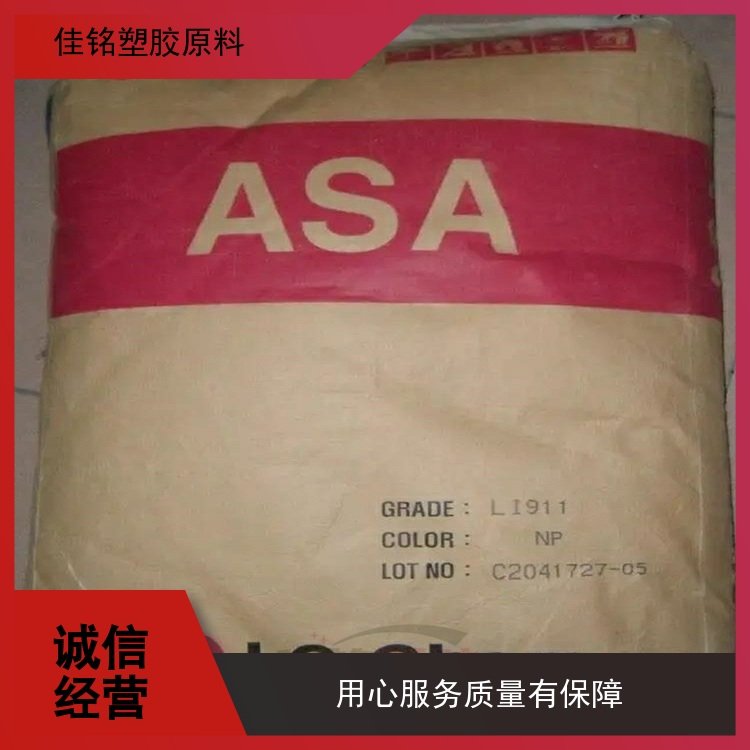 佳铭塑胶原料
ASA
GRADE : LI911
COLOR : NP
LOT NO : C2041727-05
诚信
经营
用心服务质量有保障